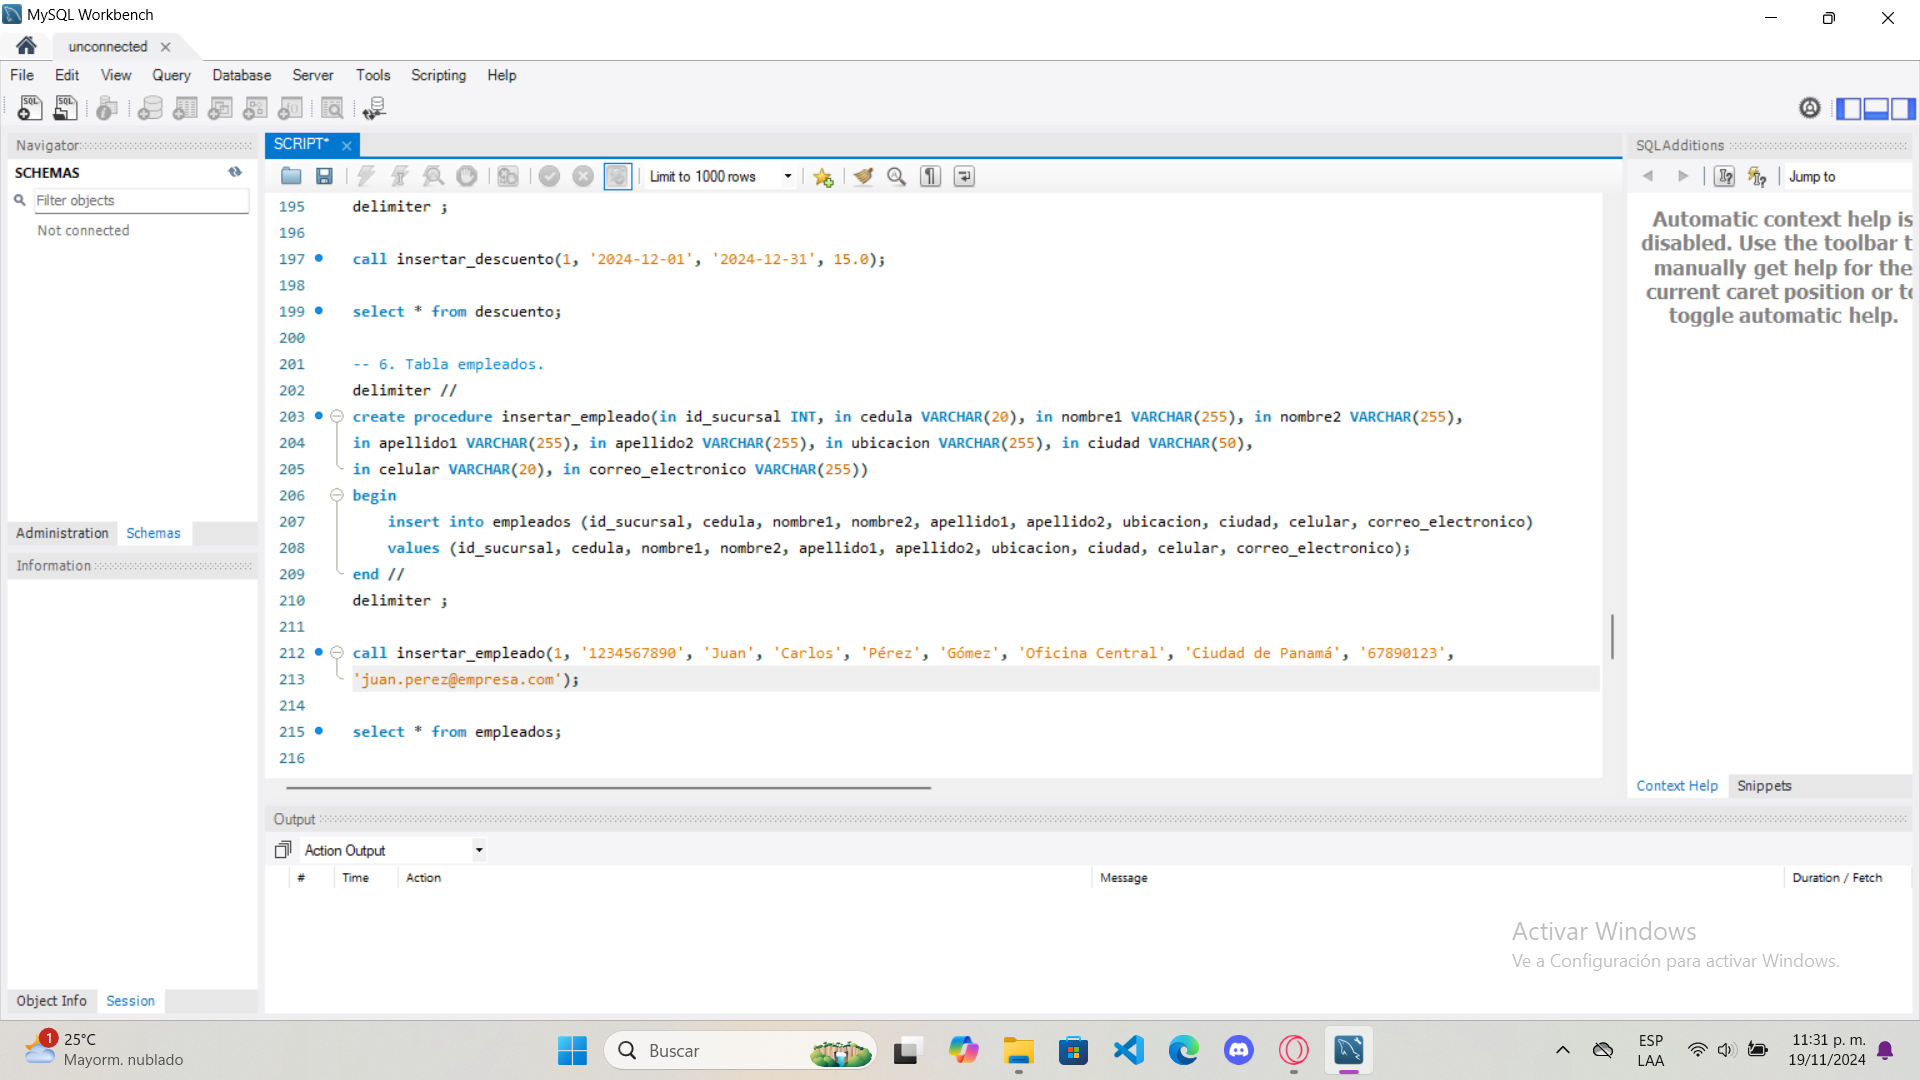 MySQL Workbench
unconnected
File Edit View Query Database Server Tools Scripting Help
Navigator
SCHEMAS
Filter objects
Not connected
Administration Schemas
Information
Object Info Session
SCRIPT*
Limit to 1000 rows
195 delimiter ;
196
197 call insertar_descuento(1, '2024-12-01', '2024-12-31', 15.0);
198
199 select * from descuento;
200
201 -- 6. Tabla empleados.
202 delimiter //
203 create procedure insertar_empleado(in id_sucursal INT, in cedula VARCHAR(20), in nombre1 VARCHAR(255), in nombre2 VARCHAR(255),
204 in apellido1 VARCHAR(255), in apellido2 VARCHAR(255), in ubicacion VARCHAR(255), in ciudad VARCHAR(50),
205 in celular VARCHAR(20), in correo_electronico VARCHAR(255))
206 begin
207 insert into empleados (id_sucursal, cedula, nombre1, nombre2, apellido1, apellido2, ubicacion, ciudad, celular, correo_electronico)
208 values (id_sucursal, cedula, nombre1, nombre2, apellido1, apellido2, ubicacion, ciudad, celular, correo_electronico);
209 end //
210 delimiter ;
211
212 call insertar_empleado(1, '1234567890', 'Juan', 'Carlos', 'Pérez', 'Gómez', 'Oficina Central', 'Ciudad de Panamá', '67890123',
213 'juan.perez@empresa.com');
214
215 select * from empleados;
216
SQLAdditions
Jump to
Automatic context help is
disabled. Use the toolbar t
manually get help for the
current caret position or to
toggle automatic help.
Context Help Snippets
Output
Action Output
# Time Action Message Duration / Fetch
Activar Windows
Ve a Configuración para activar Windows.
1
25°C
Mayorm. nublado
Buscar
ESP
LAA
11:31 p. m.
19/11/2024